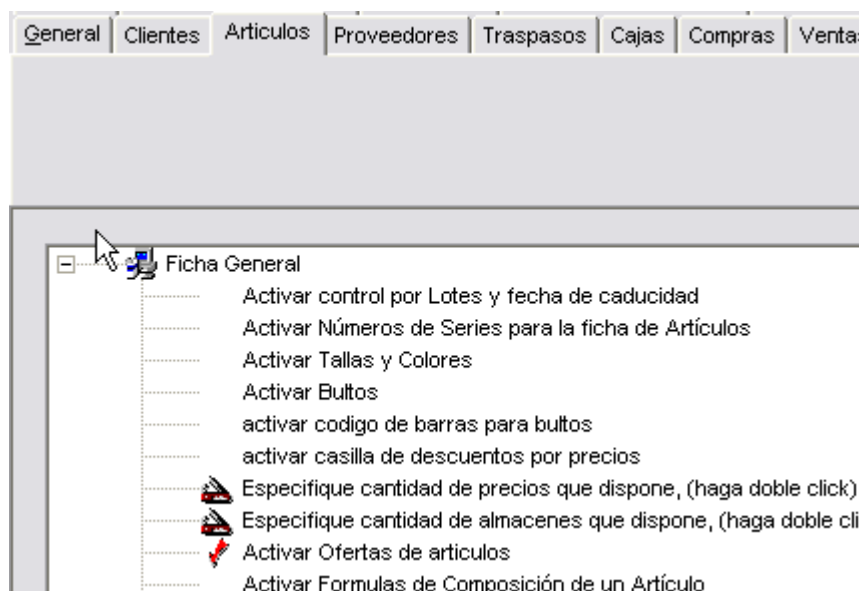 General Clientes Articulos Proveedores Traspasos Cajas Compras Ventas
Ficha General
Activar control por Lotes y fecha de caducidad
Activar Números de Series para la ficha de Artículos
Activar Tallas y Colores
Activar Bultos
activar codigo de barras para bultos
activar casilla de descuentos por precios
Especifique cantidad de precios que dispone, (haga doble click)
Especifique cantidad de almacenes que dispone, (haga doble cli
Activar Ofertas de articulos
Activar Formulas de Composición de un Artículo